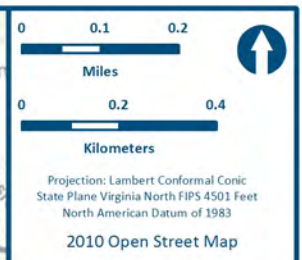 0 0.1 0.2
Miles
0 0.2 0.4
Kilometers
Projection: Lambert Conformal Conic
State Plane Virginia North FIPS 4501 Feet
North American Datum of 1983
2010 Open Street Map